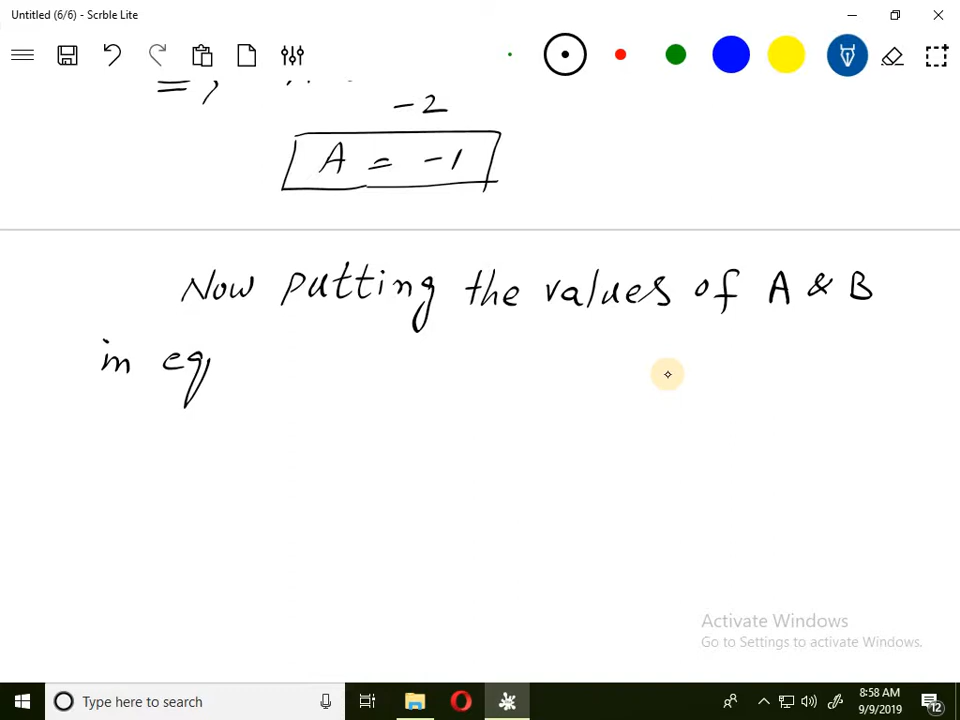 Untitled (6/6) - Scrble Lite
-2
A = -1
Now putting the values of A & B
in eq
Activate Windows
Go to Settings to activate Windows.
Type here to search
8:58 AM
9/9/2019
12